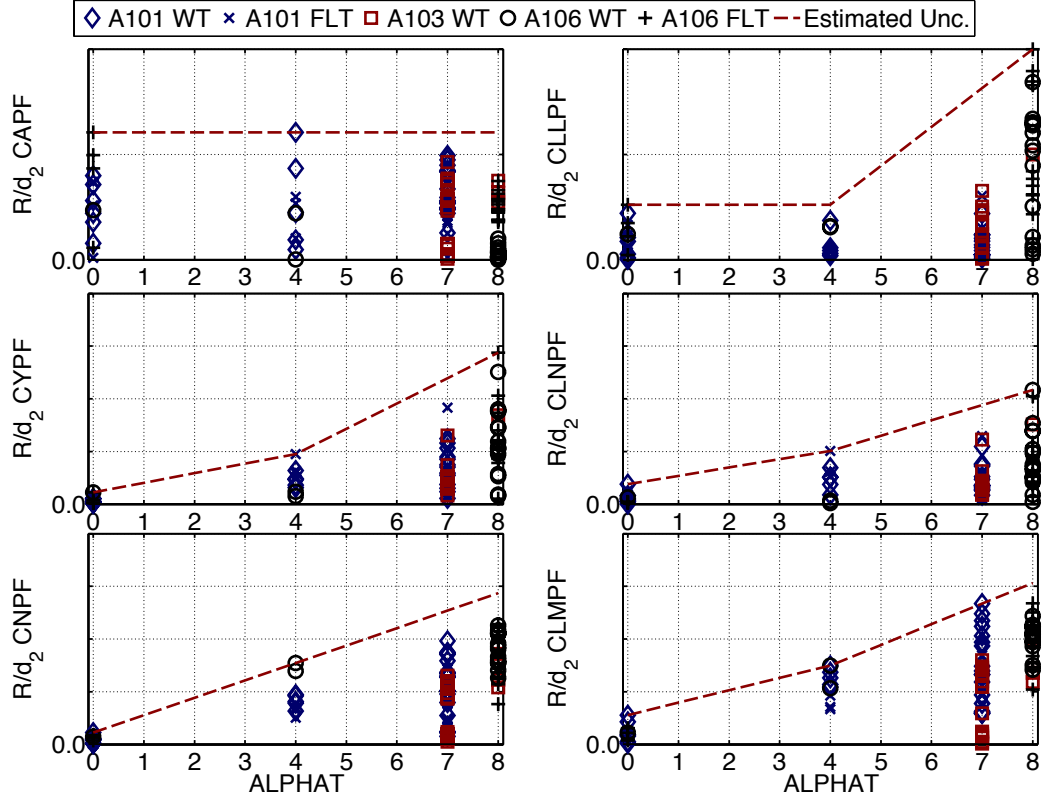 A101 WT A101 FLT A103 WT A106 WT A106 FLT Estimated Unc.
R/d2 CAPF
0.0
0 1 2 3 4 5 6 7 8
R/d2 CLLPF
0.0
0 1 2 3 4 5 6 7 8
R/d2 CYPF
0.0
0 1 2 3 4 5 6 7 8
R/d2 CLNPF
0.0
0 1 2 3 4 5 6 7 8
R/d2 CNPF
0.0
0 1 2 3 4 5 6 7 8
ALPHAT
R/d2 CLMPF
0.0
0 1 2 3 4 5 6 7 8
ALPHAT